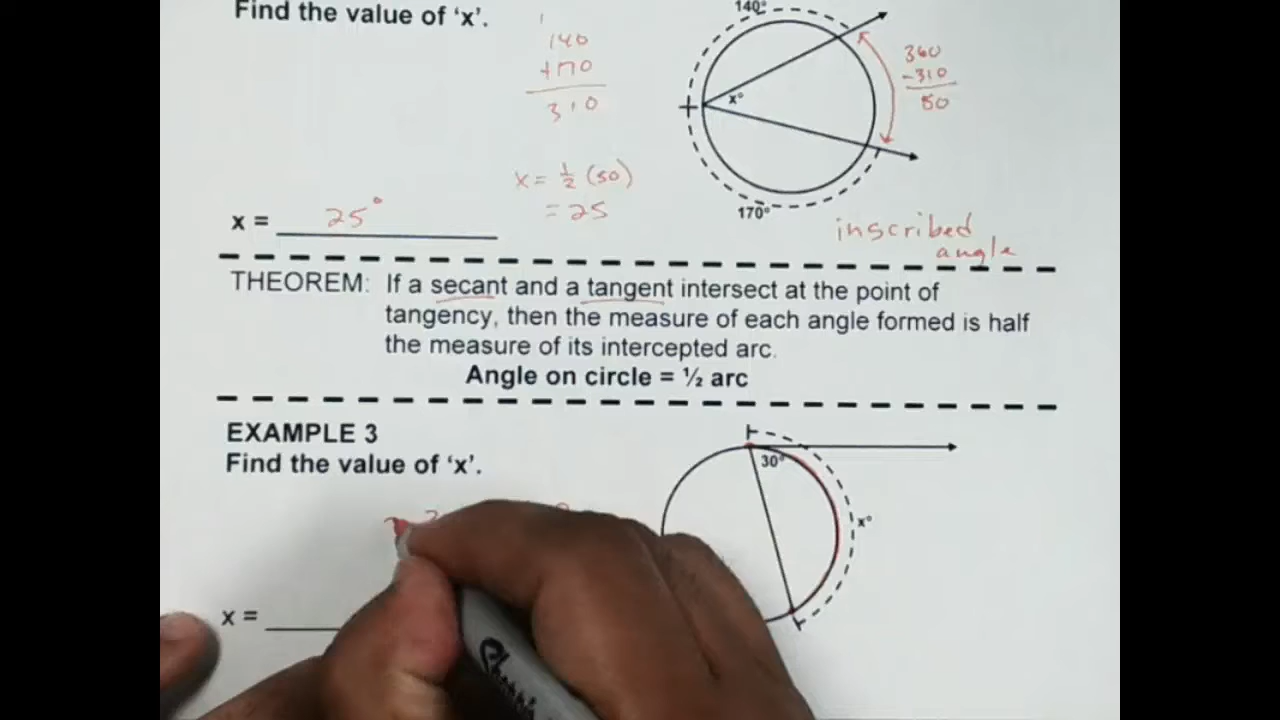 Find the value of ‘x’.
140
+170
310
140°
x°
360
-310
50
x = ½ (50)
= 25
170°
inscribed
angle
x = 25°
THEOREM: If a secant and a tangent intersect at the point of
tangency, then the measure of each angle formed is half
the measure of its intercepted arc.
Angle on circle = ½ arc
EXAMPLE 3
Find the value of ‘x’.
30°
x°
x =